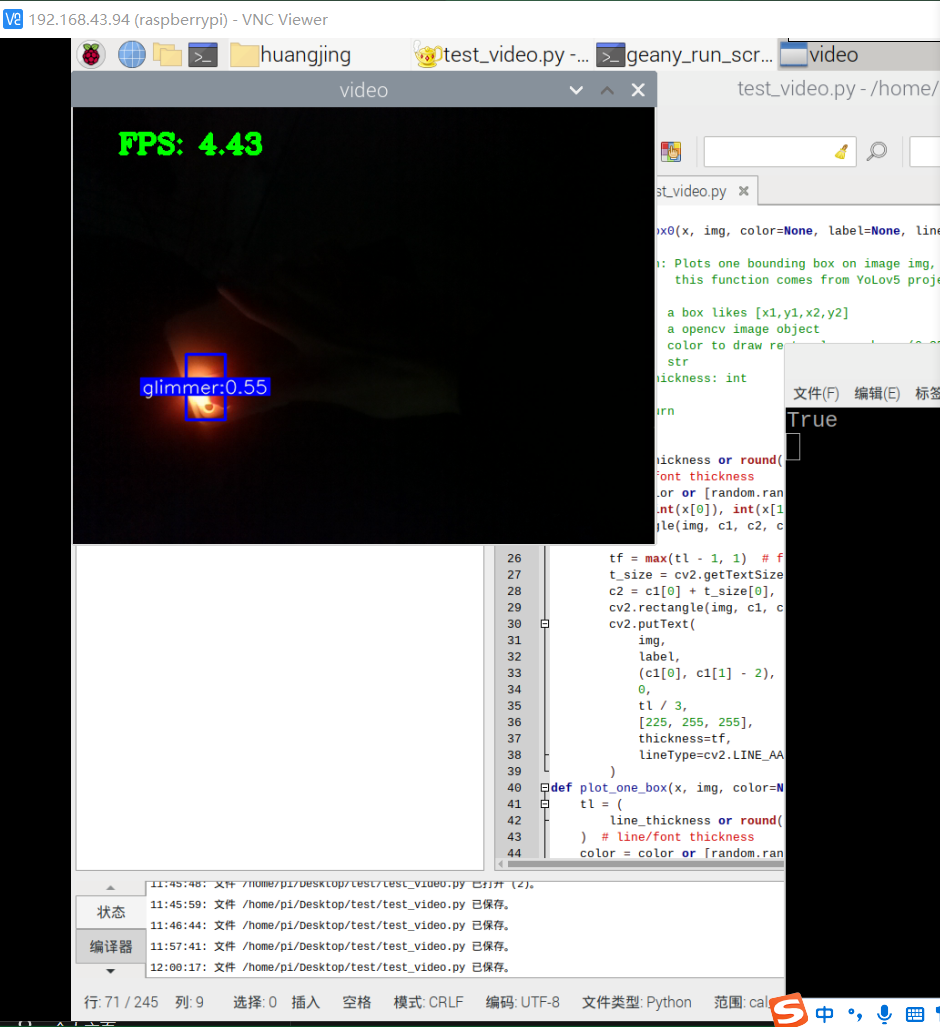 192.168.43.94 (raspberrypi) - VNC Viewer
huangjing
test_video.py -...
geany_run_scr...
video
video
test_video.py - /home/
FPS: 4.43
glimmer:0.55
st_video.py
ox0(x, img, color=None, label=None, line
n: Plots one bounding box on image img,
this function comes from YoLov5 proje
a box likes [x1,y1,x2,y2]
a opencv image object
str
hickness: int
urn
hickness or round(
font thickness
lor or [random.ran
int(x[0]), int(x[1
gle(img, c1, c2, c
26 tf = max(tl - 1, 1) # f
27 t_size = cv2.getTextSize
28 c2 = c1[0] + t_size[0],
29 cv2.rectangle(img, c1, c
30 cv2.putText(
31 img,
32 label,
33 (c1[0], c1[1] - 2),
34 0,
35 tl / 3,
36 [225, 255, 255],
37 thickness=tf,
38 lineType=cv2.LINE_AA
39 )
40 def plot_one_box(x, img, color=N
41 tl = (
42 line_thickness or round(
43 ) # line/font thickness
44 color = color or [random.ran
文件(F) 编辑(E) 标签
True
状态
编译器
11:45:48: 文件 /home/pi/Desktop/test/test_video.py 已打开 (2)。
11:45:59: 文件 /home/pi/Desktop/test/test_video.py 已保存。
11:46:44: 文件 /home/pi/Desktop/test/test_video.py 已保存。
11:57:41: 文件 /home/pi/Desktop/test/test_video.py 已保存。
12:00:17: 文件 /home/pi/Desktop/test/test_video.py 已保存。
行: 71 / 245 列: 9 选择: 0 插入 空格 模式: CRLF 编码: UTF-8 文件类型: Python 范围: cal
中